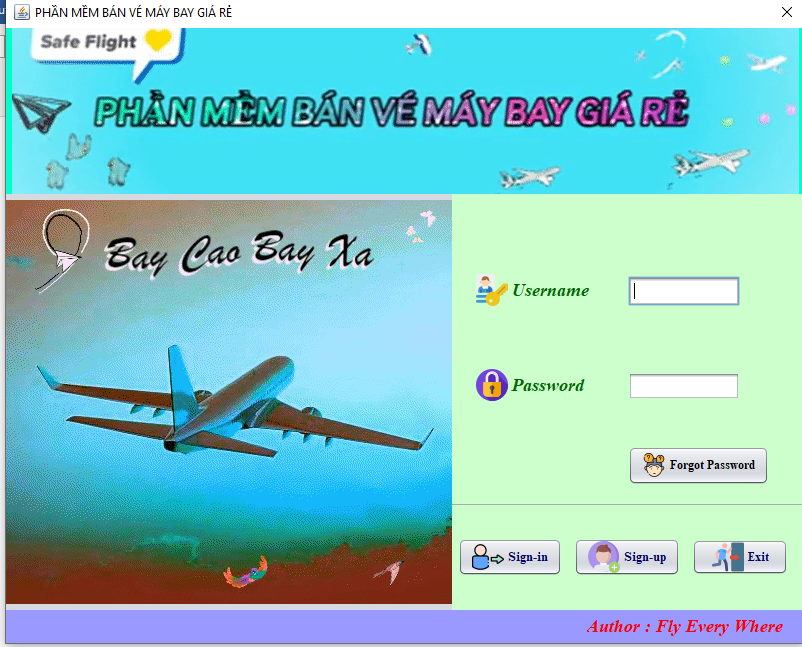 PHẦN MỀM BÁN VÉ MÁY BAY GIÁ RẺ
Safe Flight
PHẦN MỀM BÁN VÉ MÁY BAY GIÁ RẺ
Bay Cao Bay Xa
Username
Password
Forgot Password
Sign-in
Sign-up
Exit
Author : Fly Every Where